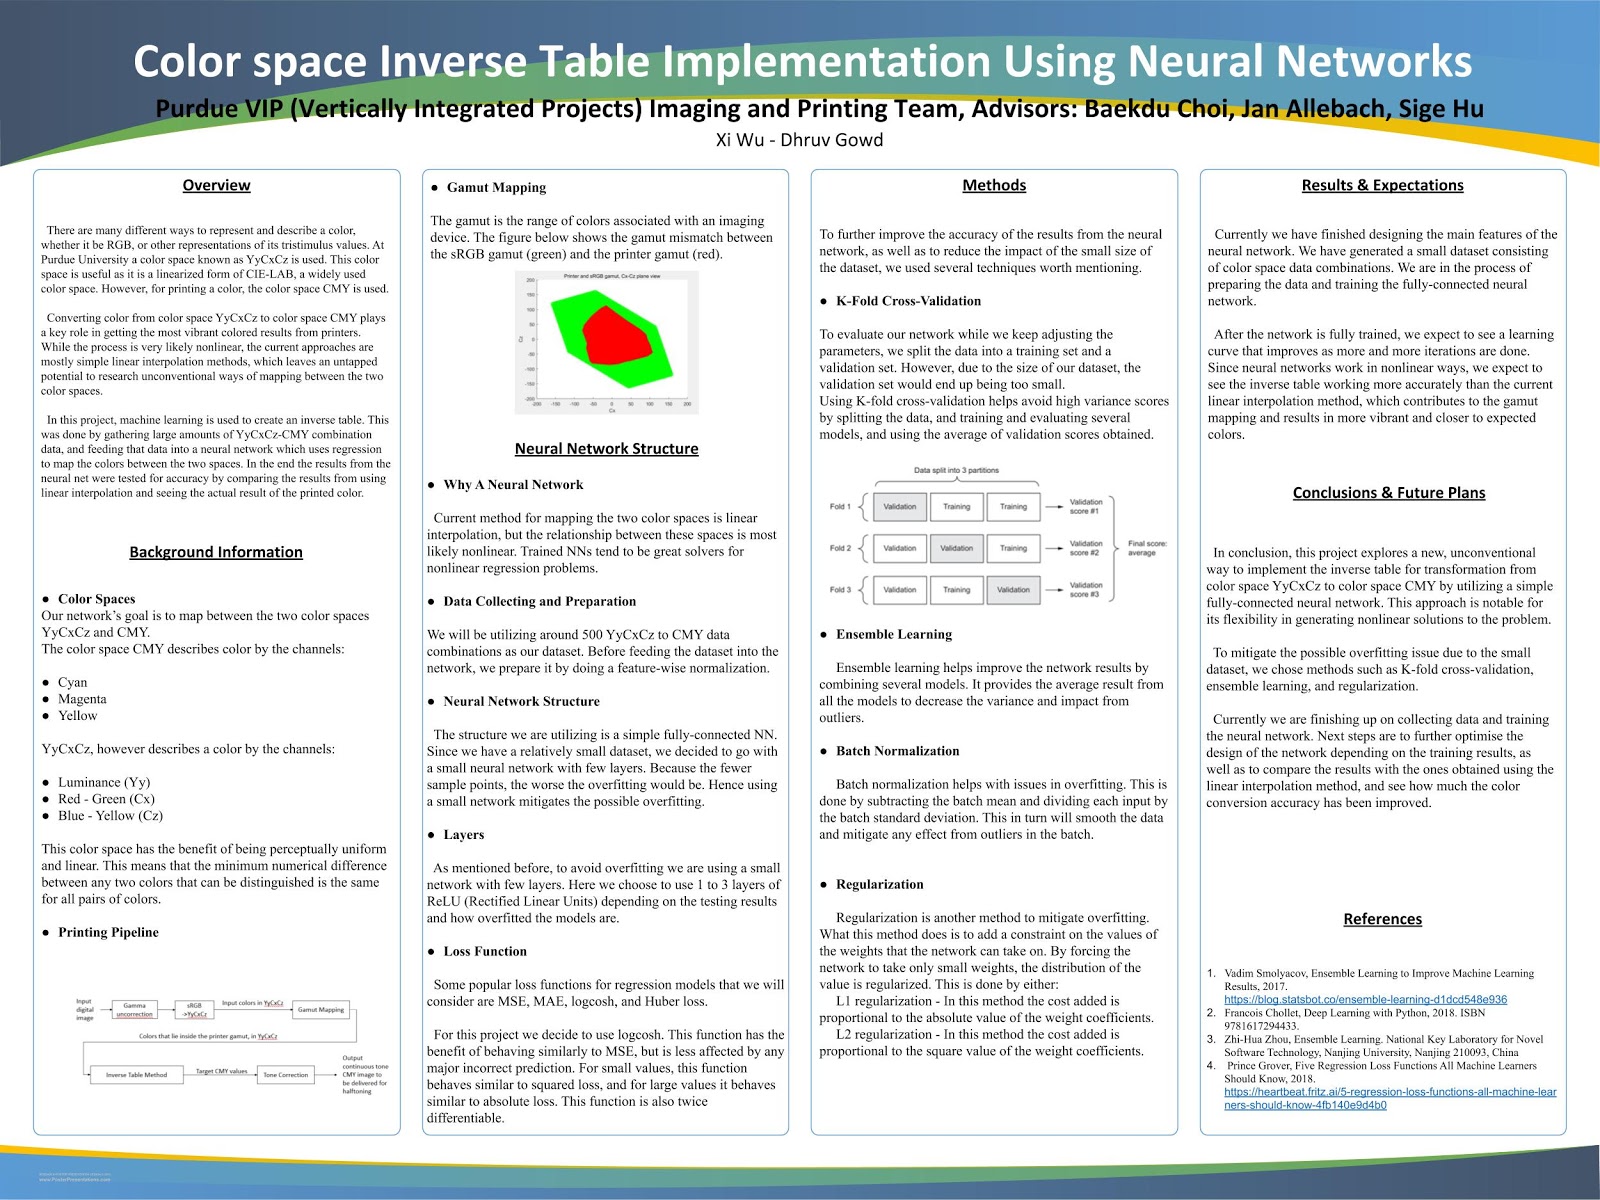 Color space Inverse Table Implementation Using Neural Networks
Purdue VIP (Vertically Integrated Projects) Imaging and Printing Team, Advisors: Baekdu Choi, Jan Allebach, Sige Hu
Xi Wu - Dhruv Gowd
Overview
There are many different ways to represent and describe a color,
whether it be RGB, or other representations of its tristimulus values. At
Purdue University a color space known as YyCxCz is used. This color
space is useful as it is a linearized form of CIE-LAB, a widely used
color space. However, for printing a color, the color space CMY is used.
Converting color from color space YyCxCz to color space CMY plays
a key role in getting the most vibrant colored results from printers.
While the process is very likely nonlinear, the current approaches are
mostly simple linear interpolation methods, which leaves an untapped
potential to research unconventional ways of mapping between the two
color spaces.
In this project, machine learning is used to create an inverse table. This
was done by gathering large amounts of YyCxCz-CMY combination
data, and feeding that data into a neural network which uses regression
to map the colors between the two spaces. In the end the results from the
neural net were tested for accuracy by comparing the results from using
linear interpolation and seeing the actual result of the printed color.
Background Information
● Color Spaces
Our network's goal is to map between the two color spaces
YyCxCz and CMY.
The color space CMY describes color by the channels:
● Cyan
● Magenta
● Yellow
YyCxCz, however describes a color by the channels:
● Luminance (Yy)
● Red - Green (Cx)
● Blue - Yellow (Cz)
This color space has the benefit of being perceptually uniform
and linear. This means that the minimum numerical difference
between any two colors that can be distinguished is the same
for all pairs of colors.
● Printing Pipeline
Input
digital
image
Gamma
uncorrection
sRGB
->YyCxCz
Input colors in YyCxCz
Gamut Mapping
Colors that lie inside the printer gamut, in YyCxCz
Inverse Table Method
Target CMY values
Tone Correction
Output
continuous tone
CMY image to
be delivered for
halftoning
● Gamut Mapping
The gamut is the range of colors associated with an imaging
device. The figure below shows the gamut mismatch between
the sRGB gamut (green) and the printer gamut (red).
Printer and sRGB gamut, Cx-Cz plane view
200
150
100
50
0
-50
-100
-150
-200
Cz
-200 -150 -100 -50 0 50 100 150 200
Cx
Neural Network Structure
● Why A Neural Network
Current method for mapping the two color spaces is linear
interpolation, but the relationship between these spaces is most
likely nonlinear. Trained NNs tend to be great solvers for
nonlinear regression problems.
● Data Collecting and Preparation
We will be utilizing around 500 YyCxCz to CMY data
combinations as our dataset. Before feeding the dataset into the
network, we prepare it by doing a feature-wise normalization.
● Neural Network Structure
The structure we are utilizing is a simple fully-connected NN.
Since we have a relatively small dataset, we decided to go with
a small neural network with few layers. Because the fewer
sample points, the worse the overfitting would be. Hence using
a small network mitigates the possible overfitting.
● Layers
As mentioned before, to avoid overfitting we are using a small
network with few layers. Here we choose to use 1 to 3 layers of
ReLU (Rectified Linear Units) depending on the testing results
and how overfitted the models are.
● Loss Function
Some popular loss functions for regression models that we will
consider are MSE, MAE, logcosh, and Huber loss.
For this project we decide to use logcosh. This function has the
benefit of behaving similarly to MSE, but is less affected by any
major incorrect prediction. For small values, this function
behaves similar to squared loss, and for large values it behaves
similar to absolute loss. This function is also twice
differentiable.
Methods
To further improve the accuracy of the results from the neural
network, as well as to reduce the impact of the small size of
the dataset, we used several techniques worth mentioning.
● K-Fold Cross-Validation
To evaluate our network while we keep adjusting the
parameters, we split the data into a training set and a
validation set. However, due to the size of our dataset, the
validation set would end up being too small.
Using K-fold cross-validation helps avoid high variance scores
by splitting the data, and training and evaluating several
models, and using the average of validation scores obtained.
Data split into 3 partitions
Fold 1 Validation Training Training Validation score #1
Fold 2 Validation Validation Training Validation score #2
Final score:
average
Fold 3 Validation Training Validation Validation score #3
● Ensemble Learning
Ensemble learning helps improve the network results by
combining several models. It provides the average result from
all the models to decrease the variance and impact from
outliers.
● Batch Normalization
Batch normalization helps with issues in overfitting. This is
done by subtracting the batch mean and dividing each input by
the batch standard deviation. This in turn will smooth the data
and mitigate any effect from outliers in the batch.
● Regularization
Regularization is another method to mitigate overfitting.
What this method does is to add a constraint on the values of
the weights that the network can take on. By forcing the
network to take only small weights, the distribution of the
value is regularized. This is done by either:
L1 regularization - In this method the cost added is
proportional to the absolute value of the weight coefficients.
L2 regularization - In this method the cost added is
proportional to the square value of the weight coefficients.
Results & Expectations
Currently we have finished designing the main features of the
neural network. We have generated a small dataset consisting
of color space data combinations. We are in the process of
preparing the data and training the fully-connected neural
network.
After the network is fully trained, we expect to see a learning
curve that improves as more and more iterations are done.
Since neural networks work in nonlinear ways, we expect to
see the inverse table working more accurately than the current
linear interpolation method, which contributes to the gamut
mapping and results in more vibrant and closer to expected
colors.
Conclusions & Future Plans
In conclusion, this project explores a new, unconventional
way to implement the inverse table for transformation from
color space YyCxCz to color space CMY by utilizing a simple
fully-connected neural network. This approach is notable for
its flexibility in generating nonlinear solutions to the problem.
To mitigate the possible overfitting issue due to the small
dataset, we chose methods such as K-fold cross-validation,
ensemble learning, and regularization.
Currently we are finishing up on collecting data and training
the neural network. Next steps are to further optimise the
design of the network depending on the training results, as
well as to compare the results with the ones obtained using the
linear interpolation method, and see how much the color
conversion accuracy has been improved.
References
1. Vadim Smolyacov, Ensemble Learning to Improve Machine Learning
Results, 2017.
https://blog.statsbot.co/ensemble-learning-d1dcd548e936
2. Francois Chollet, Deep Learning with Python, 2018. ISBN
9781617294433.
3. Zhi-Hua Zhou, Ensemble Learning. National Key Laboratory for Novel
Software Technology, Nanjing University, Nanjing 210093, China
4. Prince Grover, Five Regression Loss Functions All Machine Learners
Should Know, 2018.
https://heartbeat.fritz.ai/5-regression-loss-functions-all-machine-lear
ners-should-know-4fb140e9d4b0
www.PosterPresentations.com